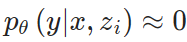 p_θ (y|x, z_i) ≈ 0